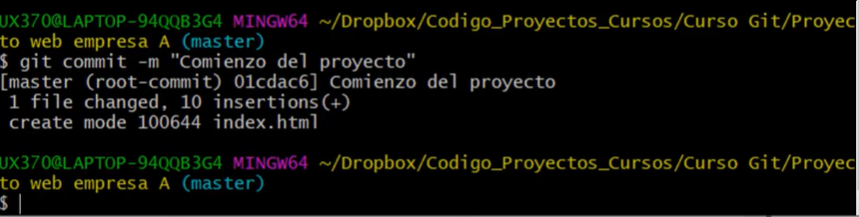 UX370@LAPTOP-94QQB3G4 MINGW64 ~/Dropbox/Codigo_Proyectos_Cursos/Curso Git/Proyec
to web empresa A (master)
$ git commit -m "Comienzo del proyecto"
[master (root-commit) 01cdac6] Comienzo del proyecto
 1 file changed, 10 insertions(+)
 create mode 100644 index.html

UX370@LAPTOP-94QQB3G4 MINGW64 ~/Dropbox/Codigo_Proyectos_Cursos/Curso Git/Proyec
to web empresa A (master)
$